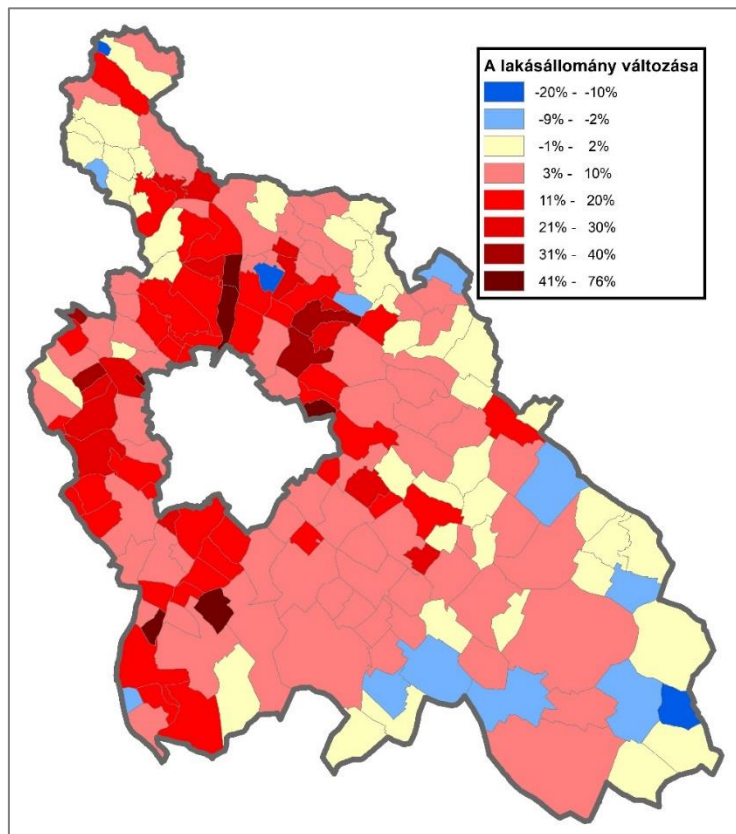 A lakásállomány változása
-20% - -10%
-9% - -2%
-1% - 2%
3% - 10%
11% - 20%
21% - 30%
31% - 40%
41% - 76%